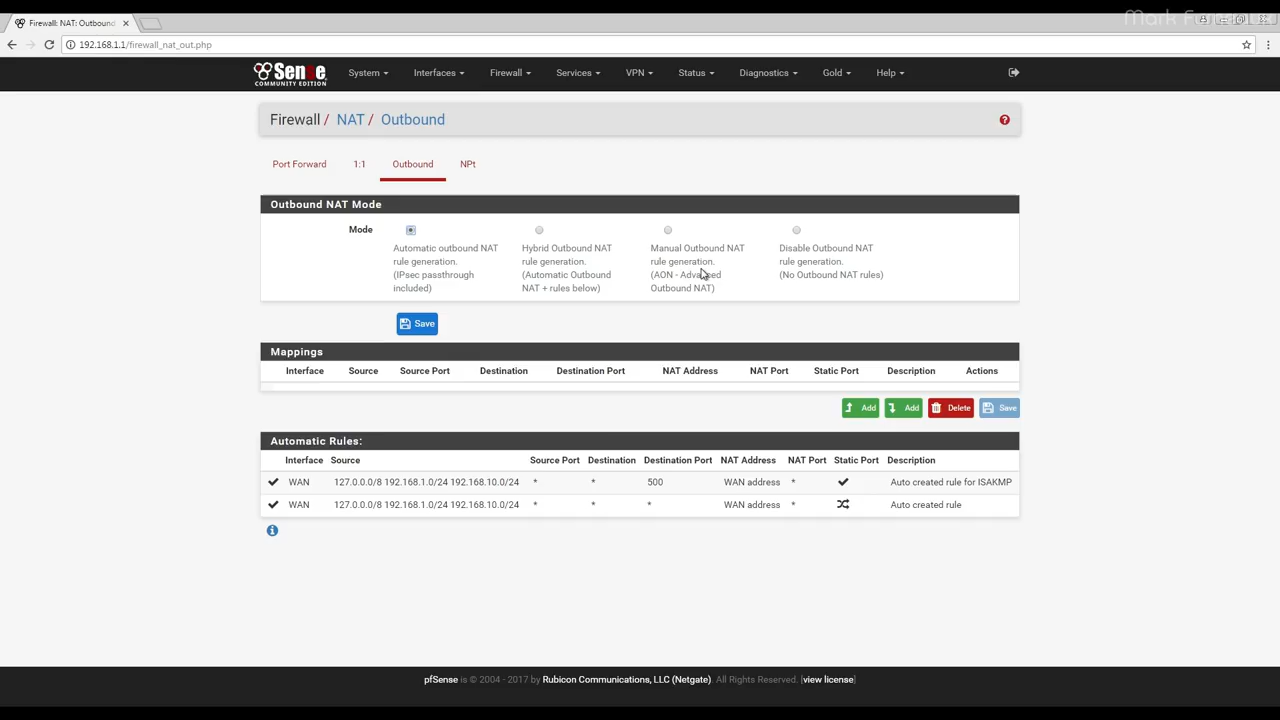 Firewall: NAT: Outbound
Mark Furneaux
192.168.1.1/firewall_nat_out.php
Sense
COMMUNITY EDITION
System Interfaces Firewall Services VPN Status Diagnostics Gold Help
Firewall / NAT / Outbound
Port Forward 1:1 Outbound NPt
Outbound NAT Mode
Mode
Automatic outbound NAT
rule generation.
(IPsec passthrough
included)
Hybrid Outbound NAT
rule generation.
(Automatic Outbound
NAT + rules below)
Manual Outbound NAT
rule generation.
(AON - Advanced
Outbound NAT)
Disable Outbound NAT
rule generation.
(No Outbound NAT rules)
Save
Mappings
Interface Source Source Port Destination Destination Port NAT Address NAT Port Static Port Description Actions
Add Add Delete Save
Automatic Rules:
Interface Source Source Port Destination Destination Port NAT Address NAT Port Static Port Description
WAN 127.0.0.0/8 192.168.1.0/24 192.168.10.0/24 * * 500 WAN address * Auto created rule for ISAKMP
WAN 127.0.0.0/8 192.168.1.0/24 192.168.10.0/24 * * * WAN address * Auto created rule
pfSense is © 2004 - 2017 by Rubicon Communications, LLC (Netgate). All Rights Reserved. [view license]